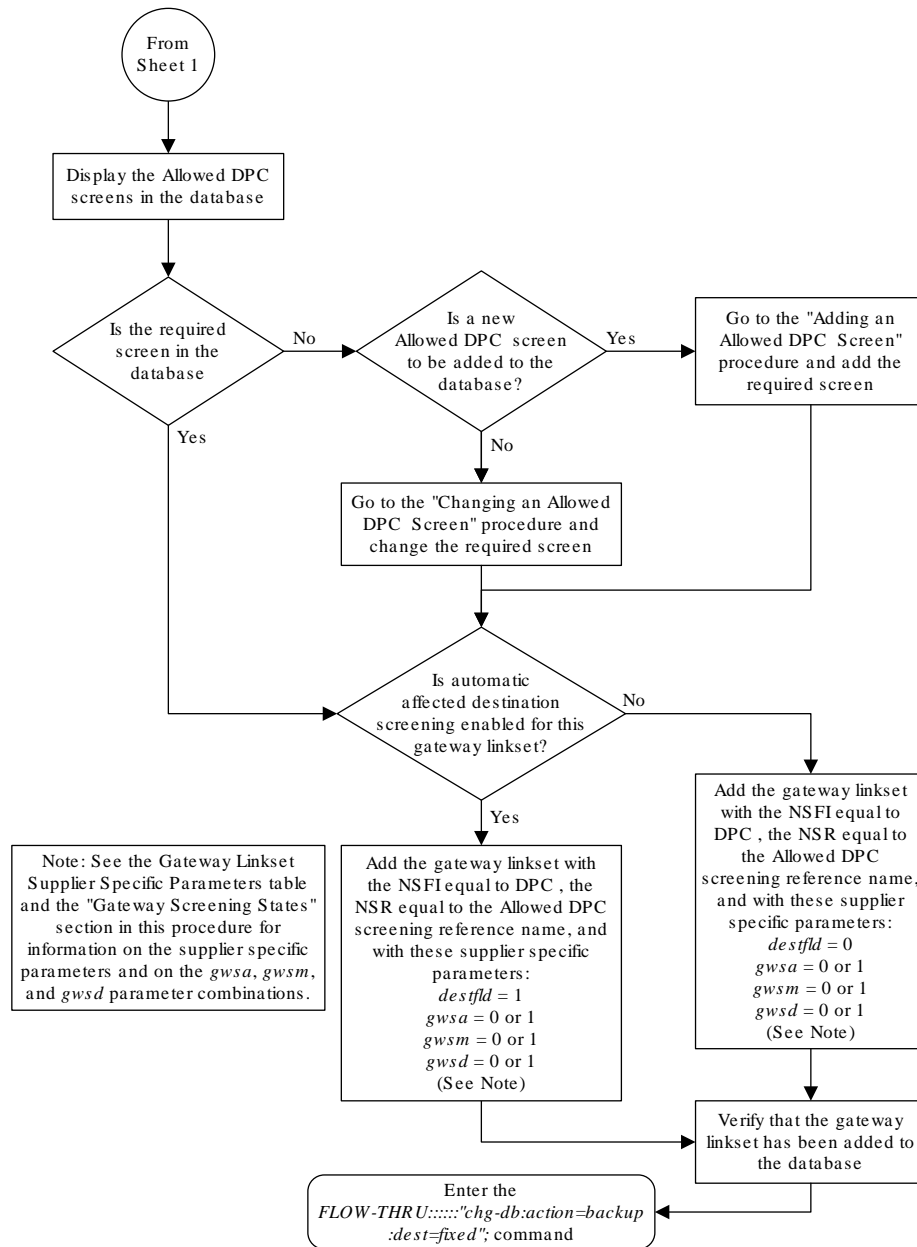 From
Sheet 1
Display the Allowed DPC
screens in the database
Is the required
screen in the
database
No
Is a new
Allowed DPC screen
to be added to the
database?
Yes
Go to the "Adding an
Allowed DPC Screen"
procedure and add the
required screen
Yes
No
Go to the "Changing an Allowed
DPC Screen" procedure and
change the required screen
Is automatic
affected destination
screening enabled for this
gateway linkset?
No
Yes
Note: See the Gateway Linkset
Supplier Specific Parameters table
and the "Gateway Screening States"
section in this procedure for
information on the supplier specific
parameters and on the gwsa, gwsm,
and gwsd parameter combinations.
Add the gateway linkset with
the NSFI equal to DPC , the
NSR equal to the Allowed DPC
screening reference name, and
with these supplier specific
parameters:
destfld = 1
gwsa = 0 or 1
gwsm = 0 or 1
gwsd = 0 or 1
(See Note)
Add the gateway linkset
with the NSFI equal to
DPC , the NSR equal to
the Allowed DPC
screening reference name,
and with these supplier
specific parameters:
destfld = 0
gwsa = 0 or 1
gwsm = 0 or 1
gwsd = 0 or 1
(See Note)
Verify that the gateway
linkset has been added to
the database
Enter the
FLOW-THRU::::::"chg-db:action=backup
:dest=fixed"; command